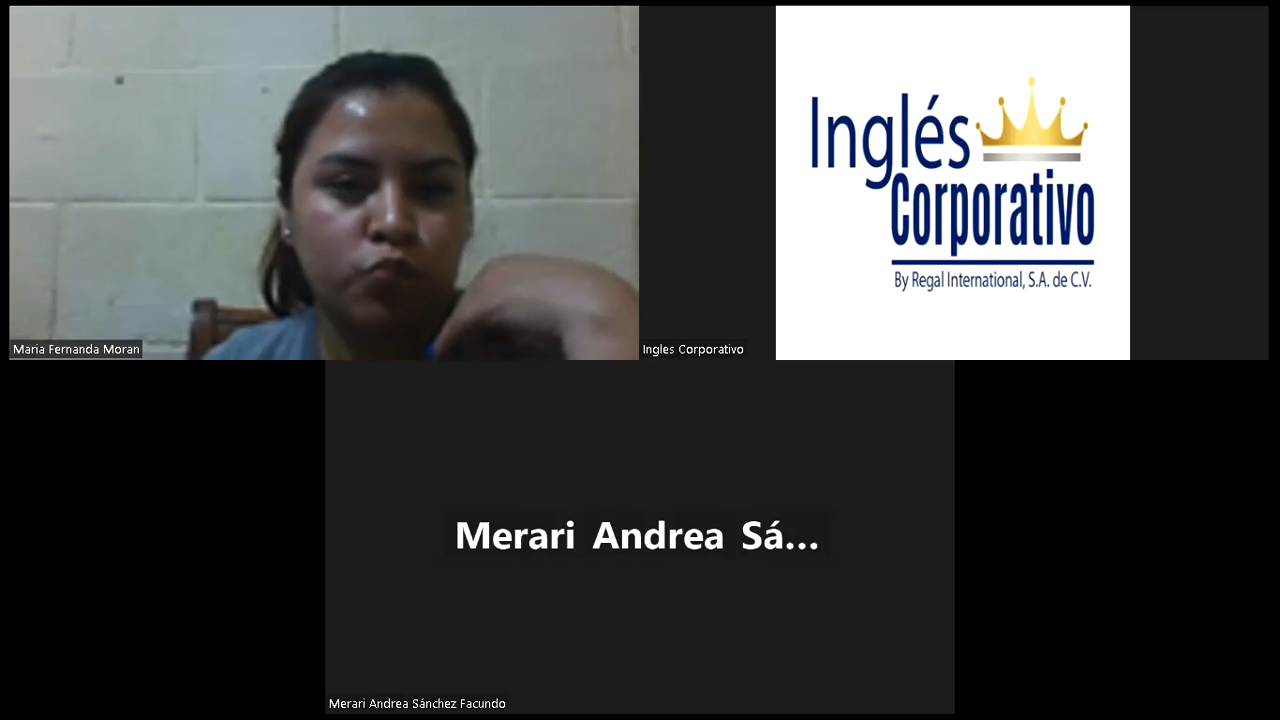 Inglés
Corporativo
By Regal International, S.A. de C.V.
Maria Fernanda Moran
Ingles Corporativo
Merari Andrea Sá...
Merari Andrea Sánchez Facundo